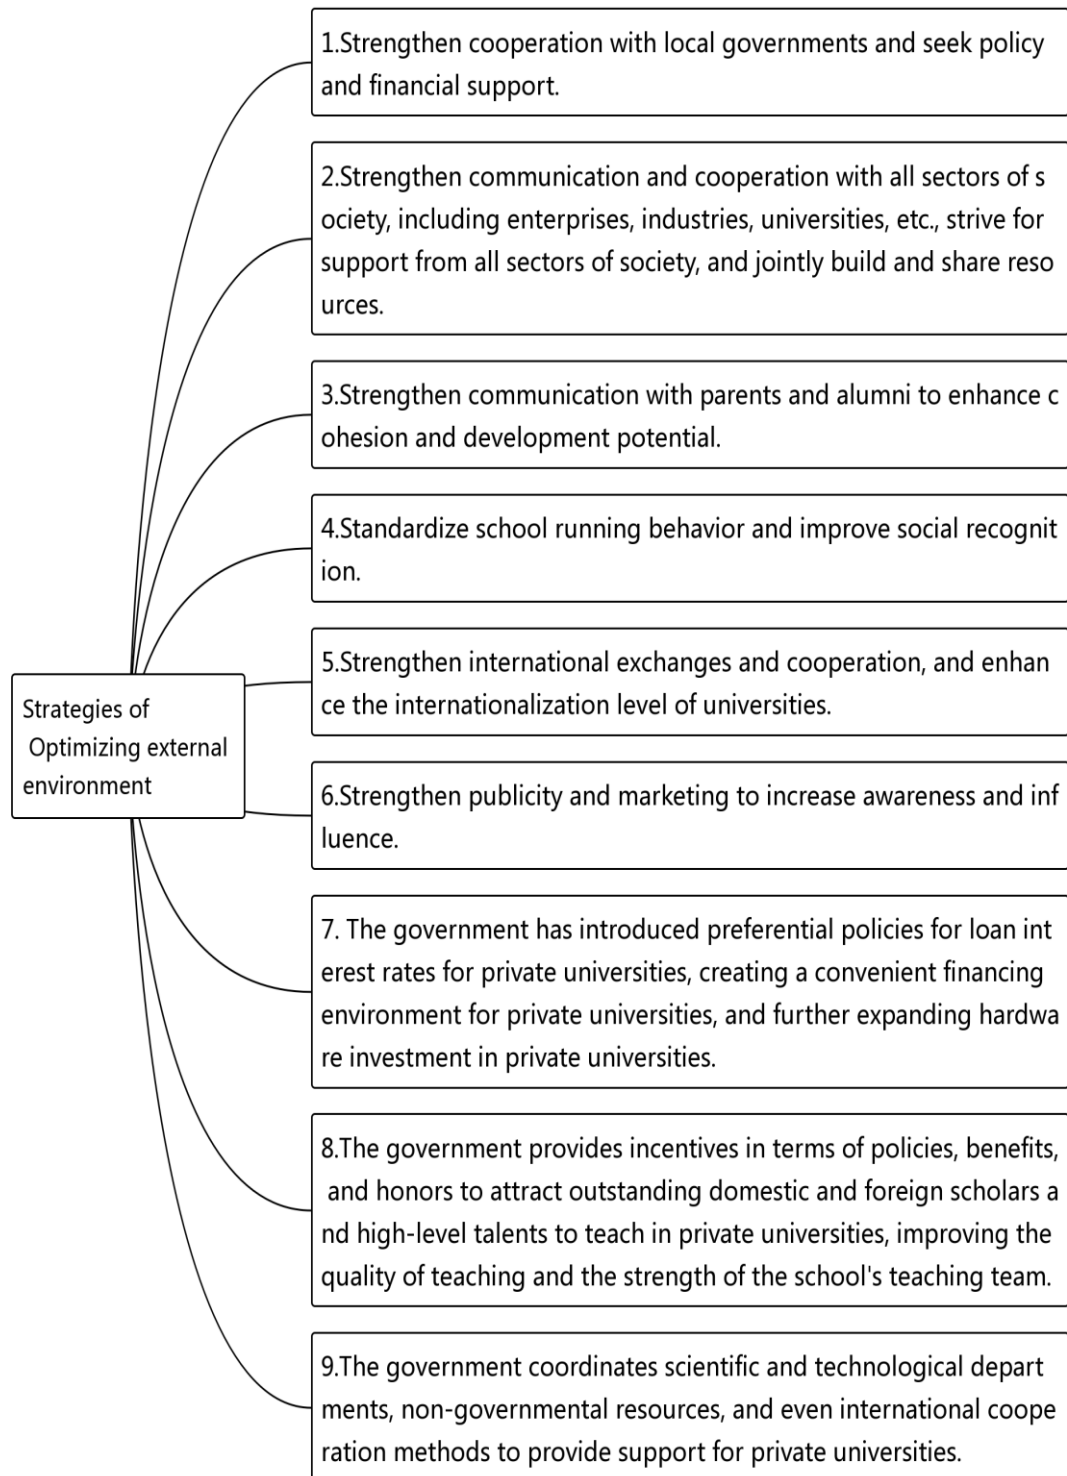 1.Strengthen cooperation with local governments and seek policy
and financial support.
2.Strengthen communication and cooperation with all sectors of s
ociety, including enterprises, industries, universities, etc., strive for
support from all sectors of society, and jointly build and share reso
urces.
3.Strengthen communication with parents and alumni to enhance c
ohesion and development potential.
4.Standardize school running behavior and improve social recognit
ion.
5.Strengthen international exchanges and cooperation, and enhan
ce the internationalization level of universities.
Strategies of
Optimizing external
environment
6.Strengthen publicity and marketing to increase awareness and inf
luence.
7. The government has introduced preferential policies for loan int
erest rates for private universities, creating a convenient financing
environment for private universities, and further expanding hardwa
re investment in private universities.
8.The government provides incentives in terms of policies, benefits,
and honors to attract outstanding domestic and foreign scholars a
nd high-level talents to teach in private universities, improving the
quality of teaching and the strength of the school's teaching team.
9.The government coordinates scientific and technological depart
ments, non-governmental resources, and even international coope
ration methods to provide support for private universities.